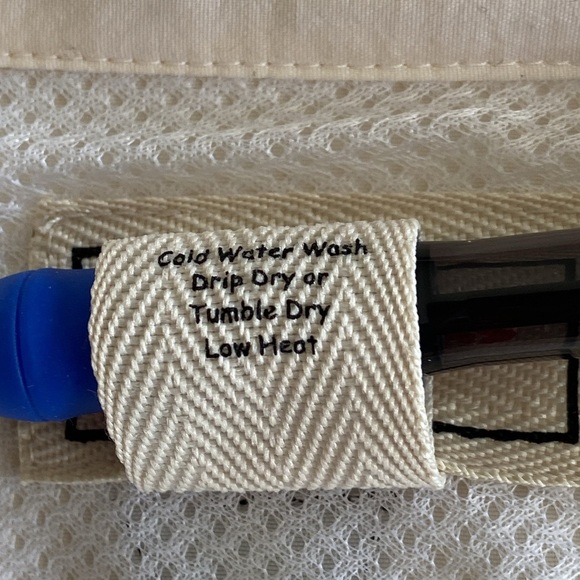 Cold Water Wash
Drip Dry or
Tumble Dry
Low Heat